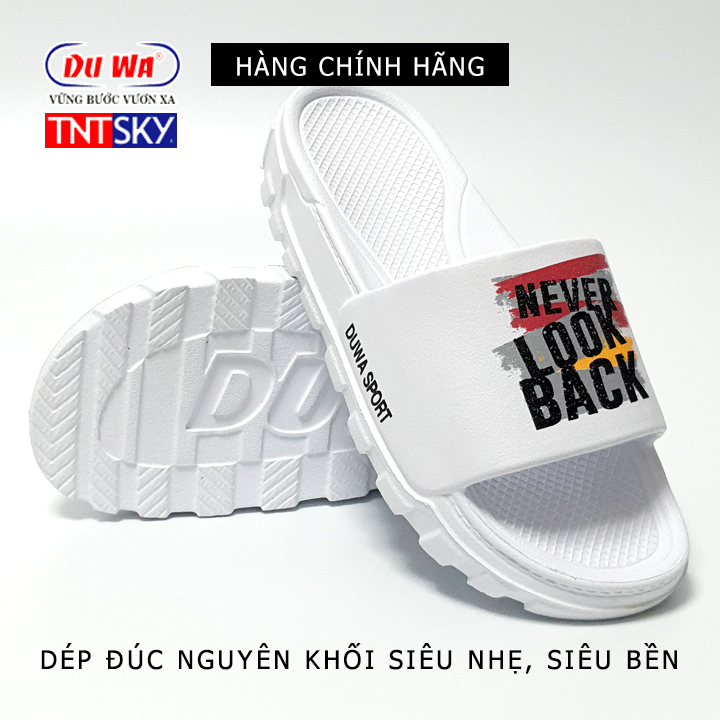 DU WA®
VỮNG BƯỚC VƯƠN XA
TNTSKY
HÀNG CHÍNH HÃNG
NEVER
LOOK
BACK
DUWA SPORT
DU
DÉP ĐÚC NGUYÊN KHỐI SIÊU NHẸ, SIÊU BỀN